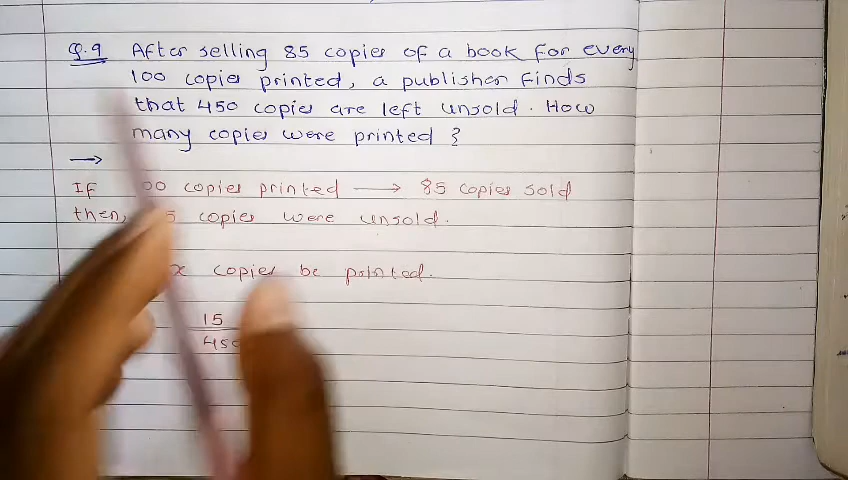 Q.9 After selling 85 copies of a book for every
100 copies printed, a publisher finds
that 450 copies are left unsold. How
many copies were printed ?
→
If 00 copies printed → 85 copies sold
then, 5 copies were unsold.
x copies be printed.
15
450